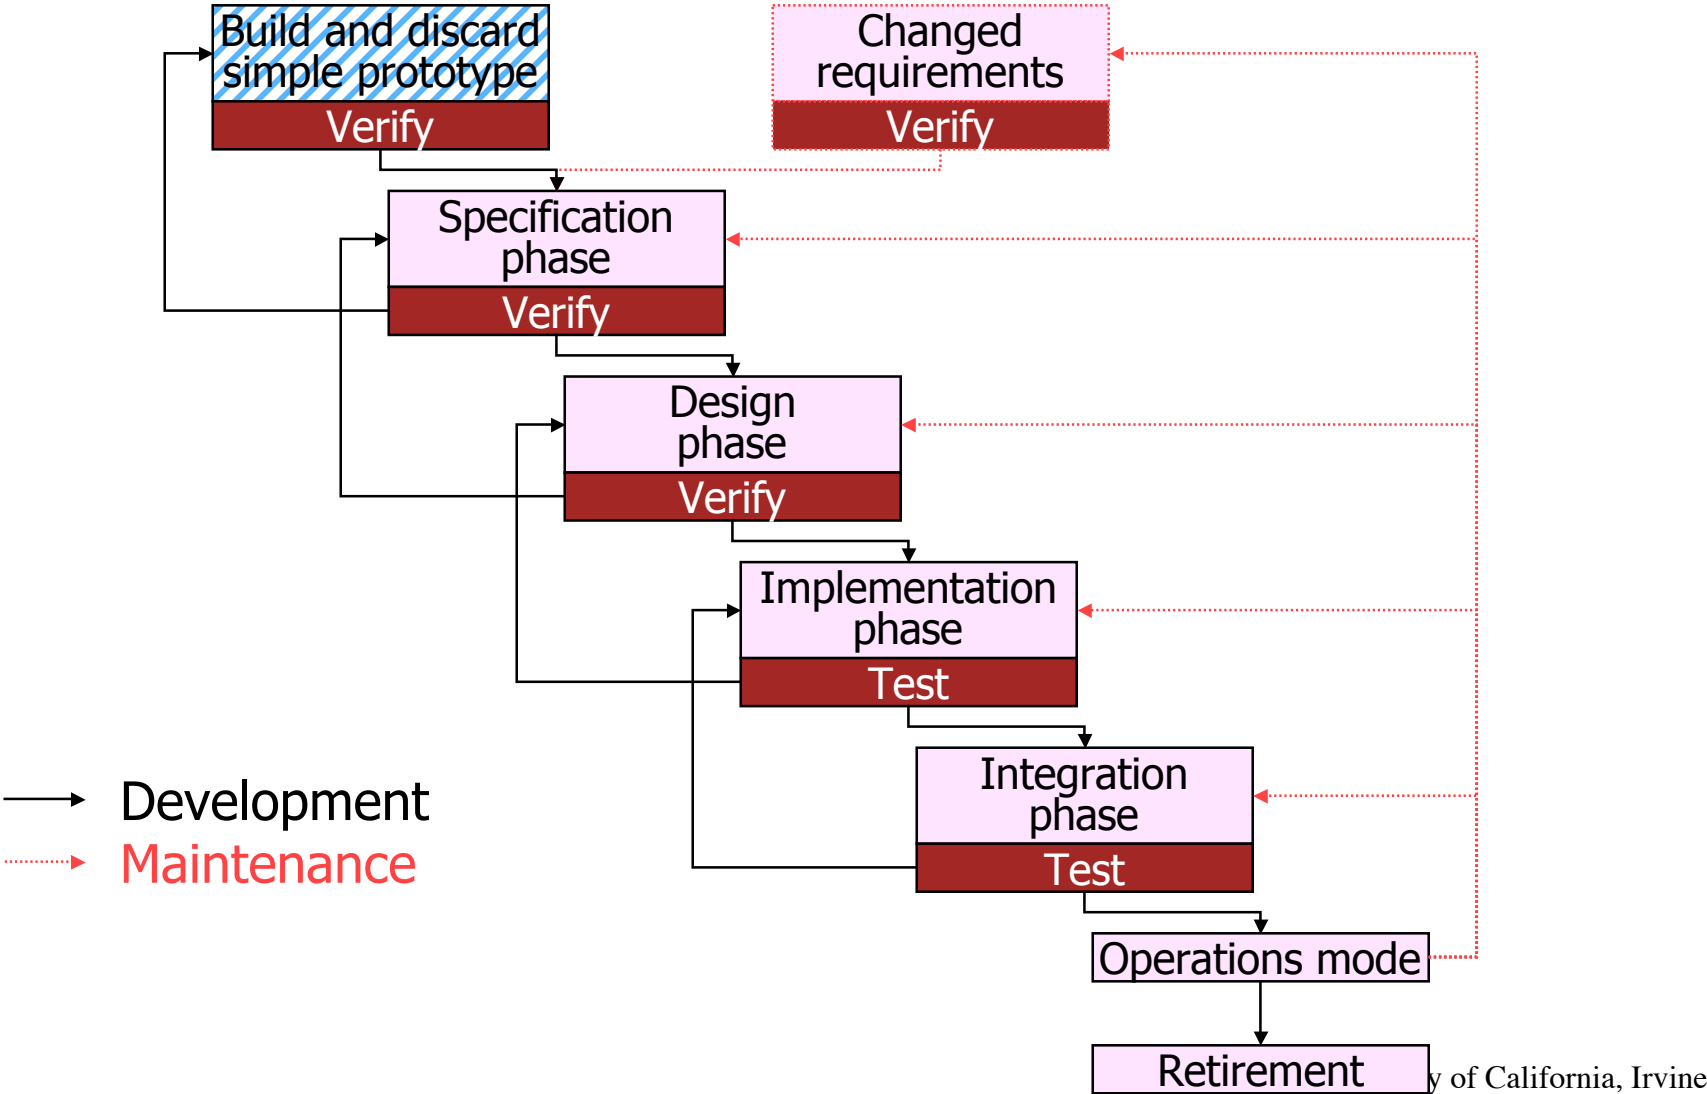 Build and discard
simple prototype
Verify
Changed
requirements
Verify
Specification
phase
Verify
Design
phase
Verify
Implementation
phase
Test
Integration
phase
Test
Development
Maintenance
Operations mode
Retirement
of California, Irvine